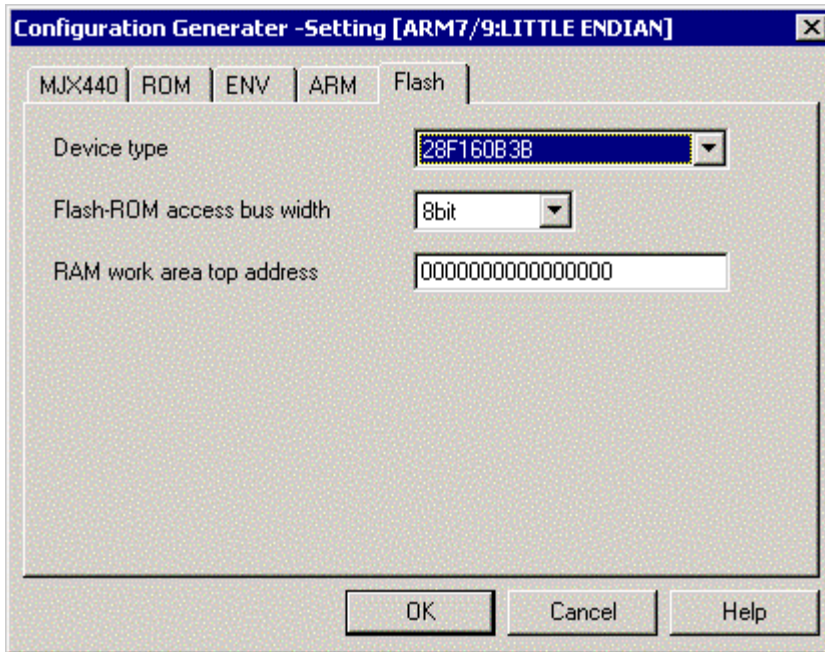 Configuration Generater -Setting [ARM7/9:LITTLE ENDIAN]
MJX440 ROM ENV ARM Flash
Device type 28F160B3B
Flash-ROM access bus width 8bit
RAM work area top address 0000000000000000
OK Cancel Help